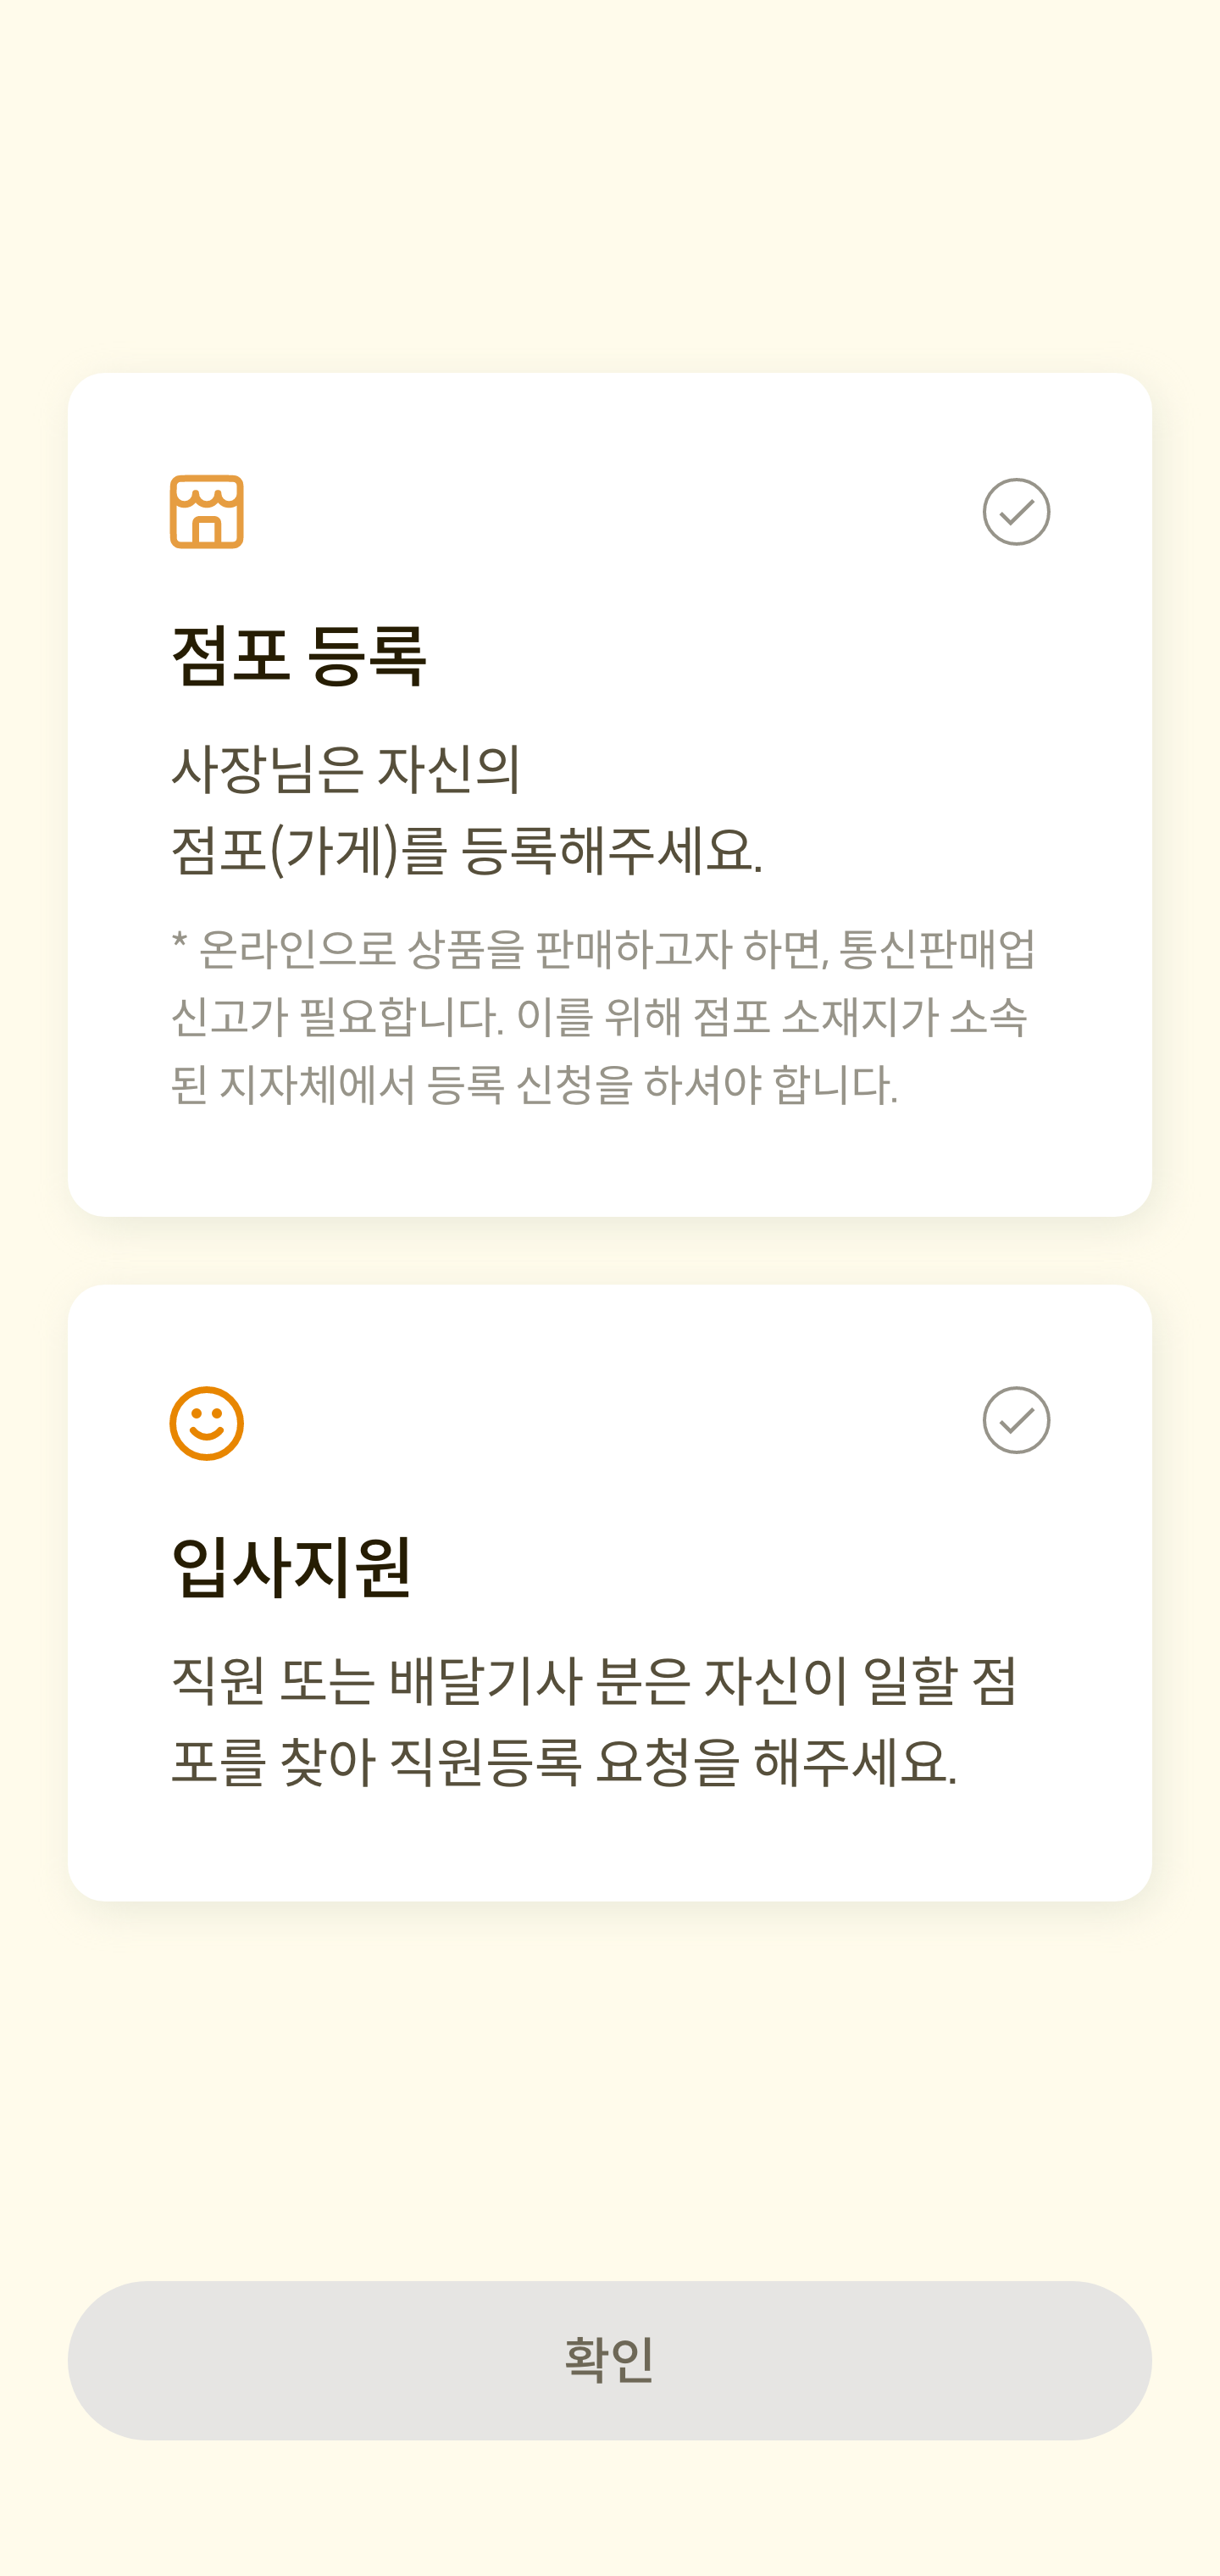 점포 등록
사장님은 자신의
점포(가게)를 등록해주세요.
* 온라인으로 상품을 판매하고자 하면, 통신판매업
신고가 필요합니다. 이를 위해 점포 소재지가 소속
된 지자체에서 등록 신청을 하셔야 합니다.
입사지원
직원 또는 배달기사 분은 자신이 일할 점
포를 찾아 직원등록 요청을 해주세요.
확인